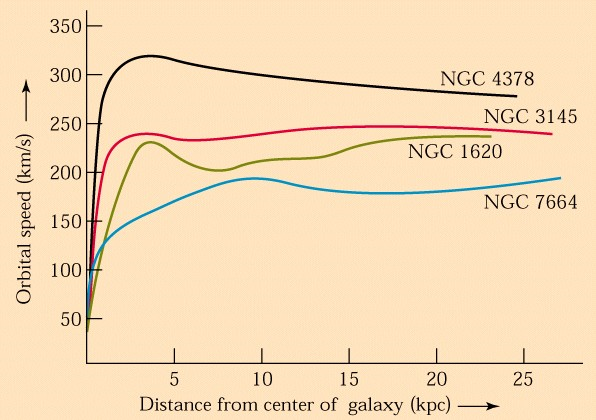 350
300
250
200
150
100
50
Orbital speed (km/s)
NGC 4378
NGC 3145
NGC 1620
NGC 7664
5 10 15 20 25
Distance from center of galaxy (kpc)